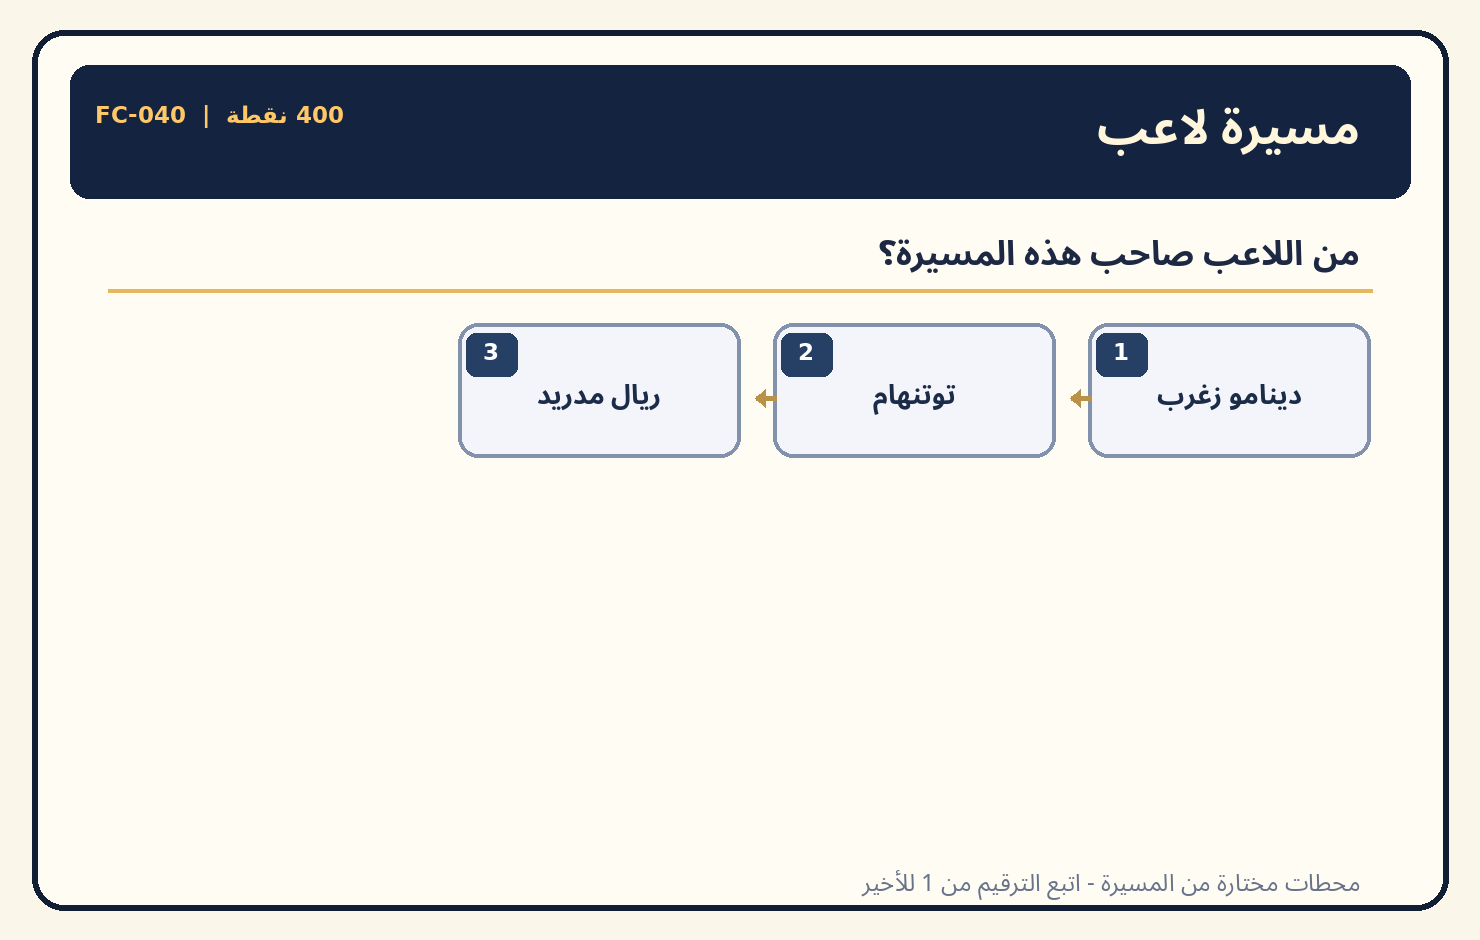 مسيرة لاعب
400 نقطة | FC-040
من اللاعب صاحب هذه المسيرة؟
1
دينامو زغرب
2
توتنهام
3
ريال مدريد
محطات مختارة من المسيرة - اتبع الترقيم من 1 للأخير